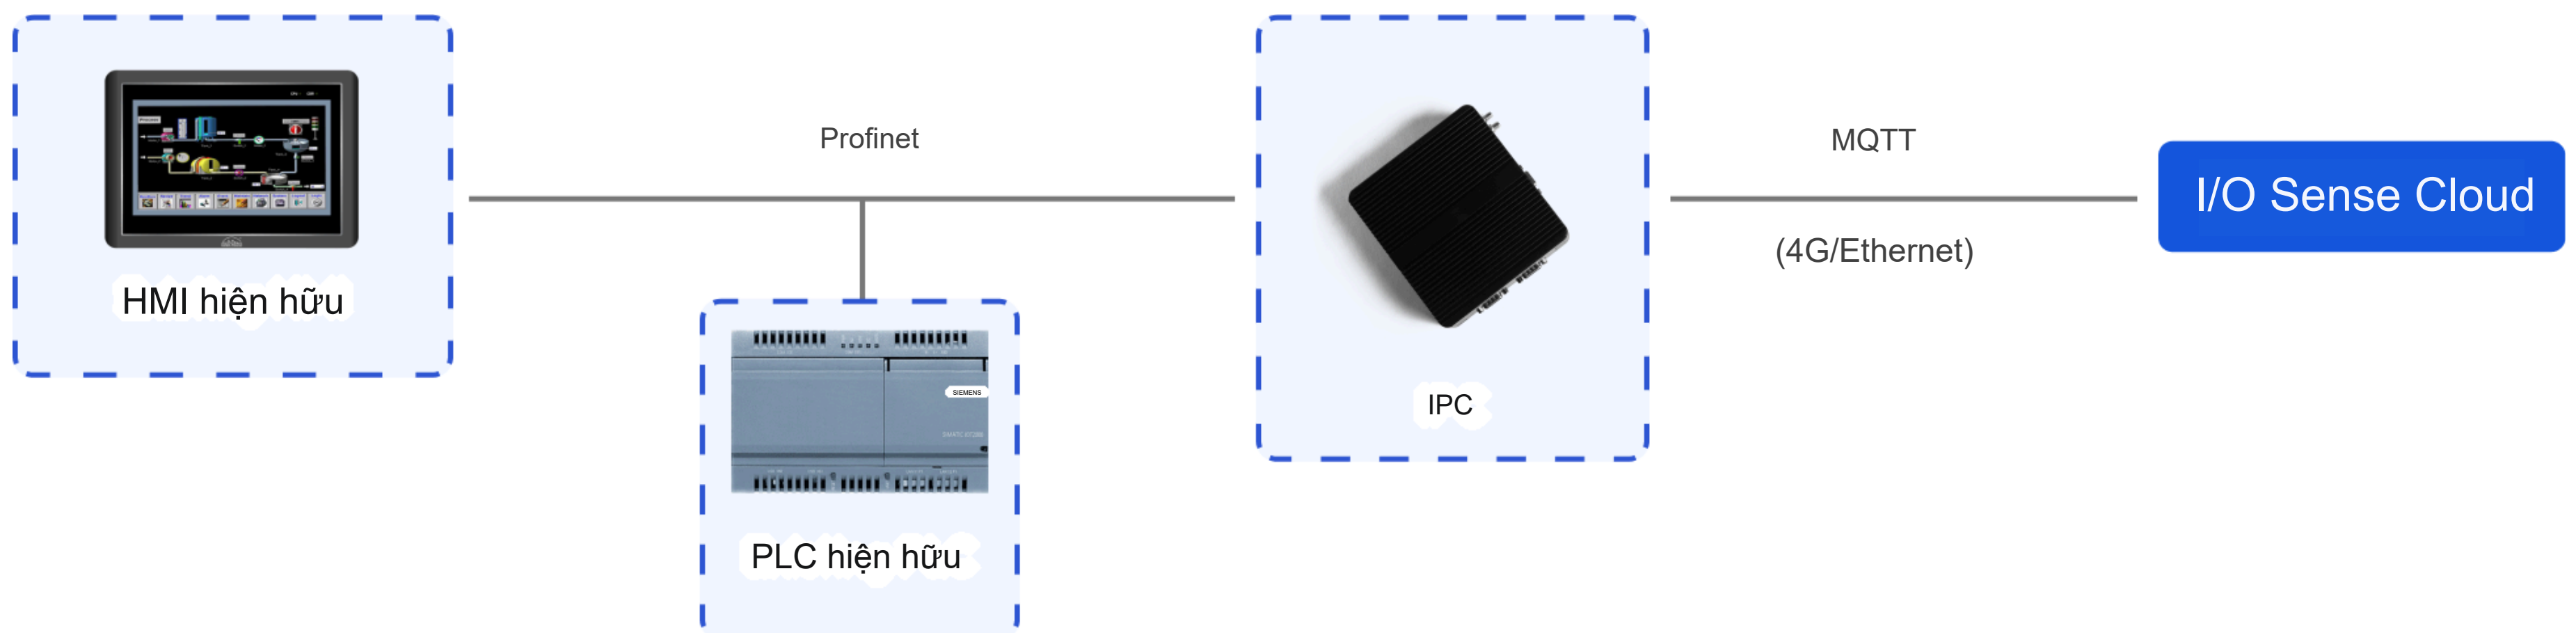 Profinet
MQTT
I/O Sense Cloud
(4G/Ethernet)
HMI hiện hữu
SIEMENS
IPC
PLC hiện hữu